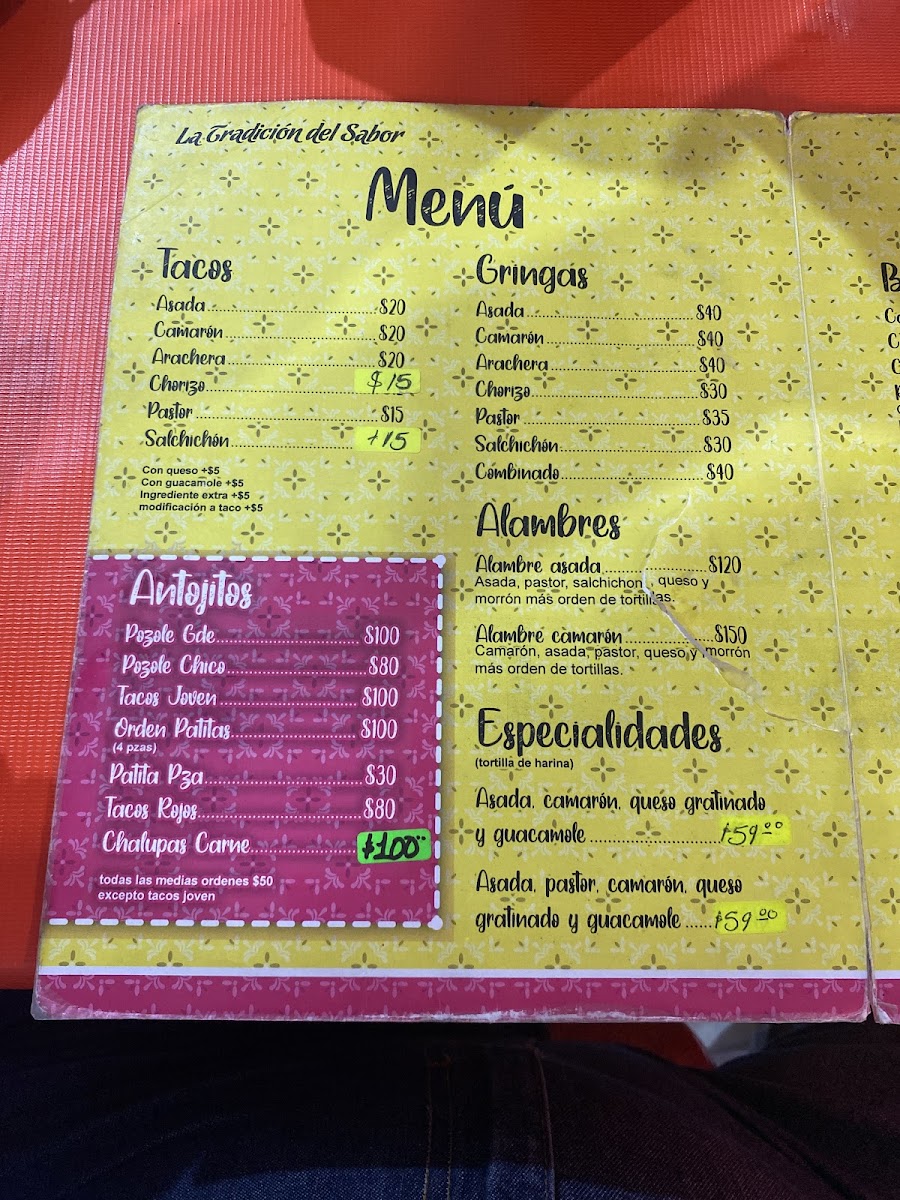 La Tradición del Sabor
Menú
Tacos
Asada $20
Camarón $20
Arachera $20
Chorizo $15
Pastor $15
Salchichón $15
Con queso +$5
Con guacamole +$5
Ingrediente extra +$5
modificación a taco +$5
Antojitos
Pozole Gde $100
Pozole Chico $80
Tacos Joven $100
Orden Patitas $100
(4 pzas)
Patita Pza $30
Tacos Rojos $80
Chalupas Carne $100
todas las medias ordenes $50
excepto tacos joven
Gringas
Asada $40
Camarón $40
Arachera $40
Chorizo $30
Pastor $35
Salchichón $30
Combinado $40
Alambres
Alambre asada $120
Asada, pastor, salchichon , queso y
morrón más orden de tortillas.
Alambre camarón $150
Camarón, asada, pastor, queso y morrón
más orden de tortillas.
Especialidades
(tortilla de harina)
Asada, camarón, queso gratinado
y guacamole $59.00
Asada, pastor, camarón, queso
gratinado y guacamole $59.00